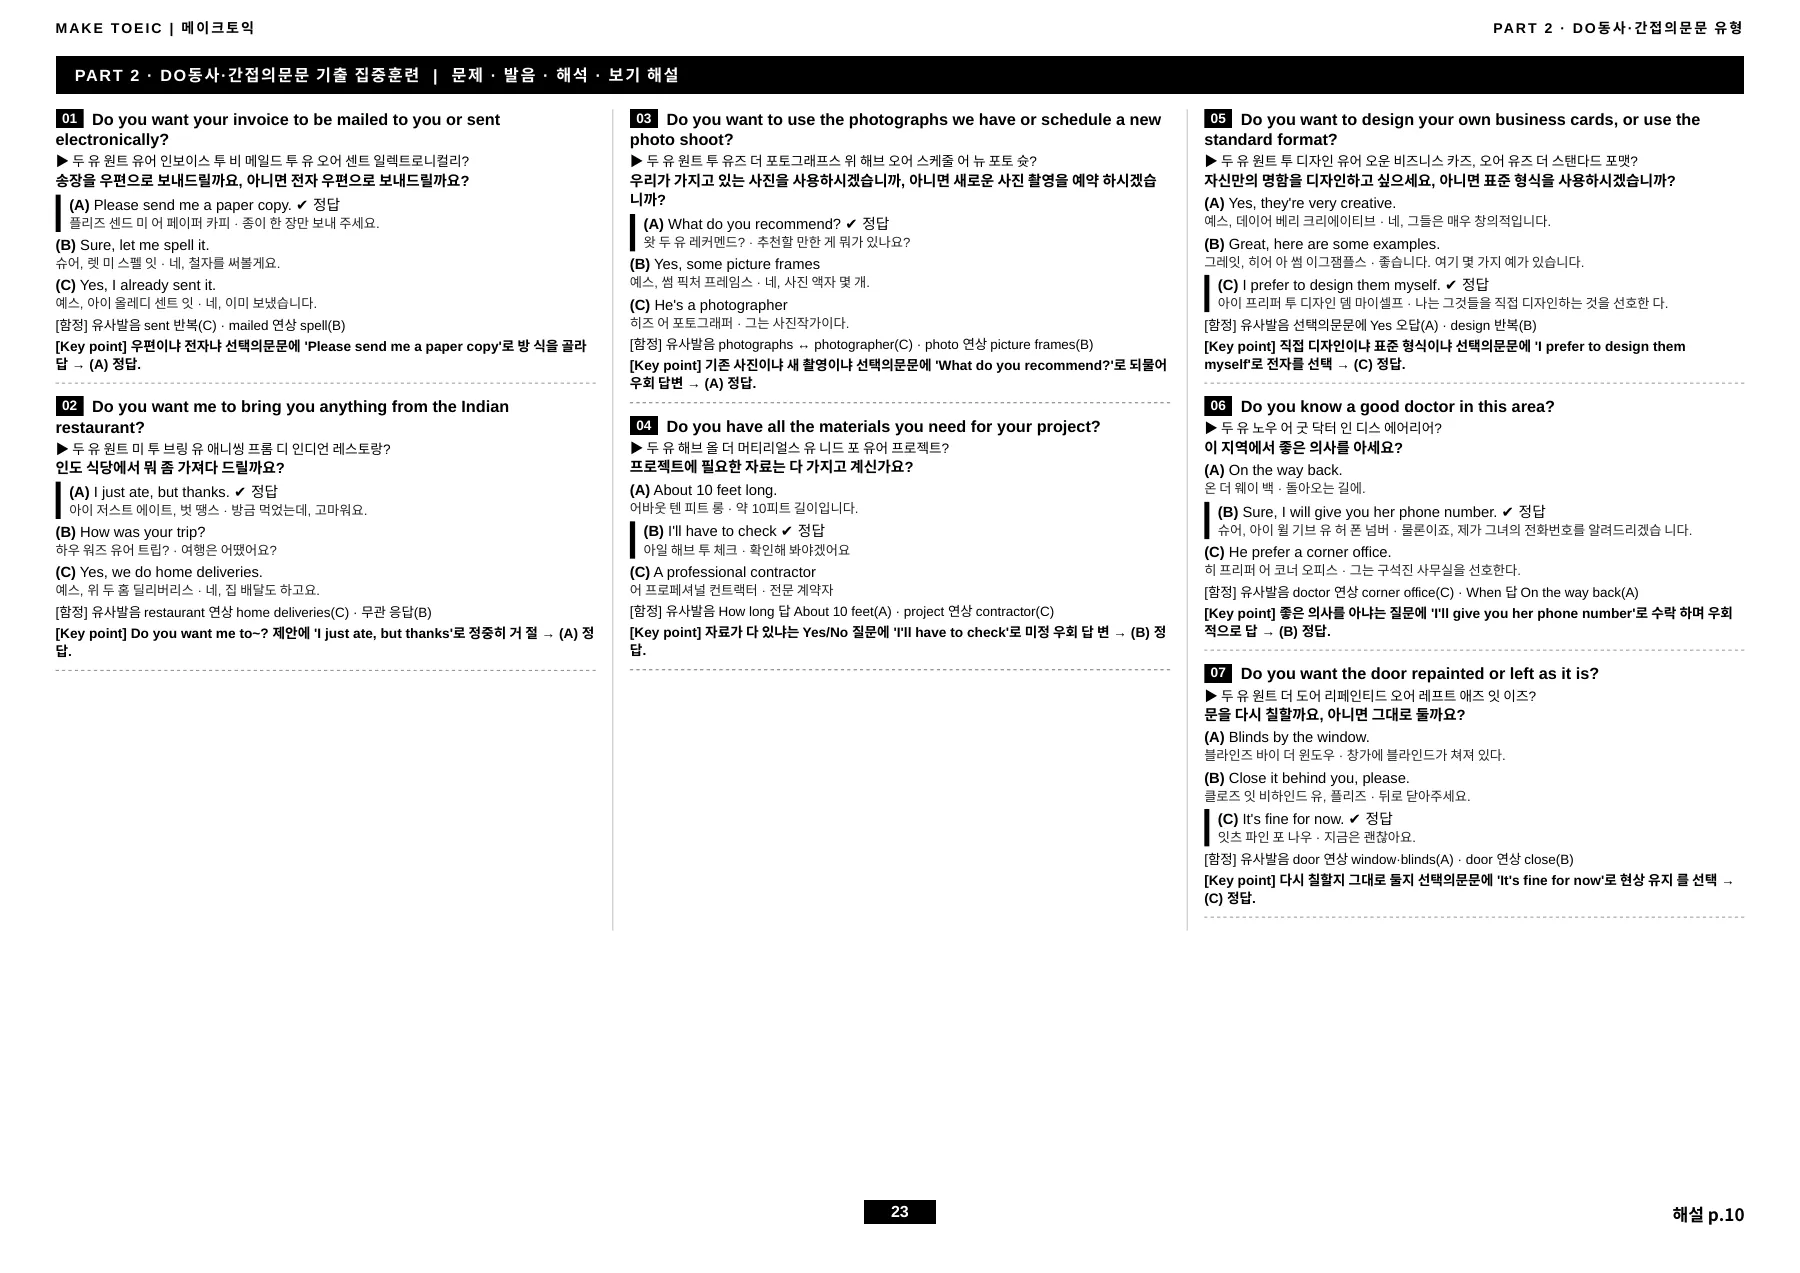 MAKE TOEIC | 메이크토익
PART 2 · DO동사·간접의문문 유형
PART 2 · DO동사·간접의문문 기출 집중훈련 | 문제 · 발음 · 해석 · 보기 해설
01 Do you want your invoice to be mailed to you or sent
electronically?
▶ 두 유 원트 유어 인보이스 투 비 메일드 투 유 오어 센트 일렉트로니컬리?
송장을 우편으로 보내드릴까요, 아니면 전자 우편으로 보내드릴까요?
(A) Please send me a paper copy. ✔ 정답
플리즈 센드 미 어 페이퍼 카피 · 종이 한 장만 보내 주세요.
(B) Sure, let me spell it.
슈어, 렛 미 스펠 잇 · 네, 철자를 써볼게요.
(C) Yes, I already sent it.
예스, 아이 올레디 센트 잇 · 네, 이미 보냈습니다.
[함정] 유사발음 sent 반복(C) · mailed 연상 spell(B)
[Key point] 우편이냐 전자냐 선택의문문에 'Please send me a paper copy'로 방 식을 골라
답 → (A) 정답.
02 Do you want me to bring you anything from the Indian
restaurant?
▶ 두 유 원트 미 투 브링 유 애니씽 프롬 디 인디언 레스토랑?
인도 식당에서 뭐 좀 가져다 드릴까요?
(A) I just ate, but thanks. ✔ 정답
아이 저스트 에이트, 벗 땡스 · 방금 먹었는데, 고마워요.
(B) How was your trip?
하우 워즈 유어 트립? · 여행은 어땠어요?
(C) Yes, we do home deliveries.
예스, 위 두 홈 딜리버리스 · 네, 집 배달도 하고요.
[함정] 유사발음 restaurant 연상 home deliveries(C) · 무관 응답(B)
[Key point] Do you want me to~? 제안에 'I just ate, but thanks'로 정중히 거 절 → (A) 정
답.
03 Do you want to use the photographs we have or schedule a new
photo shoot?
▶ 두 유 원트 투 유즈 더 포토그래프스 위 해브 오어 스케줄 어 뉴 포토 슛?
우리가 가지고 있는 사진을 사용하시겠습니까, 아니면 새로운 사진 촬영을 예약 하시겠습
니까?
(A) What do you recommend? ✔ 정답
왓 두 유 레커멘드? · 추천할 만한 게 뭐가 있나요?
(B) Yes, some picture frames
예스, 썸 픽처 프레임스 · 네, 사진 액자 몇 개.
(C) He's a photographer
히즈 어 포토그래퍼 · 그는 사진작가이다.
[함정] 유사발음 photographs ↔ photographer(C) · photo 연상 picture frames(B)
[Key point] 기존 사진이냐 새 촬영이냐 선택의문문에 'What do you recommend?'로 되물어
우회 답변 → (A) 정답.
04 Do you have all the materials you need for your project?
▶ 두 유 해브 올 더 머티리얼스 유 니드 포 유어 프로젝트?
프로젝트에 필요한 자료는 다 가지고 계신가요?
(A) About 10 feet long.
어바웃 텐 피트 롱 · 약 10피트 길이입니다.
(B) I'll have to check ✔ 정답
아일 해브 투 체크 · 확인해 봐야겠어요
(C) A professional contractor
어 프로페셔널 컨트랙터 · 전문 계약자
[함정] 유사발음 How long 답 About 10 feet(A) · project 연상 contractor(C)
[Key point] 자료가 다 있냐는 Yes/No 질문에 'I'll have to check'로 미정 우회 답 변 → (B) 정
답.
05 Do you want to design your own business cards, or use the
standard format?
▶ 두 유 원트 투 디자인 유어 오운 비즈니스 카즈, 오어 유즈 더 스탠다드 포맷?
자신만의 명함을 디자인하고 싶으세요, 아니면 표준 형식을 사용하시겠습니까?
(A) Yes, they're very creative.
예스, 데이어 베리 크리에이티브 · 네, 그들은 매우 창의적입니다.
(B) Great, here are some examples.
그레잇, 히어 아 썸 이그잼플스 · 좋습니다. 여기 몇 가지 예가 있습니다.
(C) I prefer to design them myself. ✔ 정답
아이 프리퍼 투 디자인 뎀 마이셀프 · 나는 그것들을 직접 디자인하는 것을 선호한 다.
[함정] 유사발음 선택의문문에 Yes 오답(A) · design 반복(B)
[Key point] 직접 디자인이냐 표준 형식이냐 선택의문문에 'I prefer to design them
myself'로 전자를 선택 → (C) 정답.
06 Do you know a good doctor in this area?
▶ 두 유 노우 어 굿 닥터 인 디스 에어리어?
이 지역에서 좋은 의사를 아세요?
(A) On the way back.
온 더 웨이 백 · 돌아오는 길에.
(B) Sure, I will give you her phone number. ✔ 정답
슈어, 아이 윌 기브 유 허 폰 넘버 · 물론이죠, 제가 그녀의 전화번호를 알려드리겠습 니다.
(C) He prefer a corner office.
히 프리퍼 어 코너 오피스 · 그는 구석진 사무실을 선호한다.
[함정] 유사발음 doctor 연상 corner office(C) · When 답 On the way back(A)
[Key point] 좋은 의사를 아냐는 질문에 'I'll give you her phone number'로 수락 하며 우회
적으로 답 → (B) 정답.
07 Do you want the door repainted or left as it is?
▶ 두 유 원트 더 도어 리페인티드 오어 레프트 애즈 잇 이즈?
문을 다시 칠할까요, 아니면 그대로 둘까요?
(A) Blinds by the window.
블라인즈 바이 더 윈도우 · 창가에 블라인드가 쳐져 있다.
(B) Close it behind you, please.
클로즈 잇 비하인드 유, 플리즈 · 뒤로 닫아주세요.
(C) It's fine for now. ✔ 정답
잇츠 파인 포 나우 · 지금은 괜찮아요.
[함정] 유사발음 door 연상 window·blinds(A) · door 연상 close(B)
[Key point] 다시 칠할지 그대로 둘지 선택의문문에 'It's fine for now'로 현상 유지 를 선택 →
(C) 정답.
23
해설 p.10